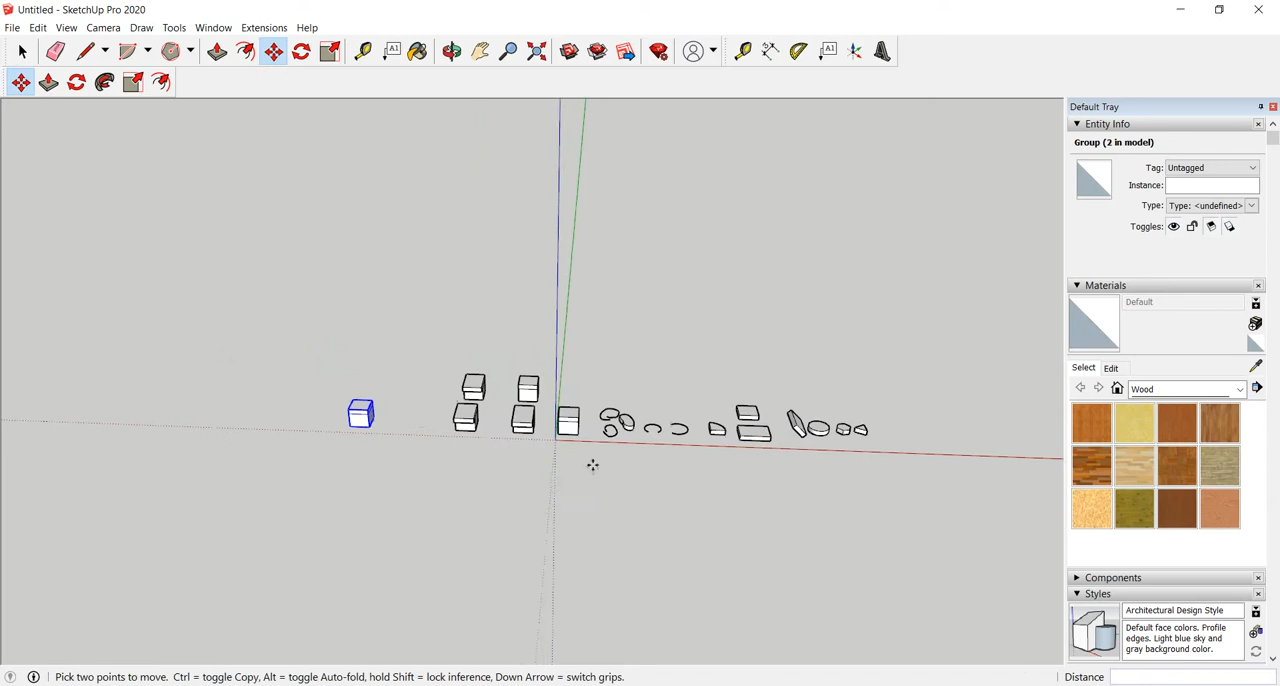 Untitled - SketchUp Pro 2020
File Edit View Camera Draw Tools Window Extensions Help
A1
A1
Default Tray
Entity Info
Group (2 in model)
Tag: Untagged
Instance:
Type: Type: <undefined>
Toggles:
Materials
Default
Select Edit
Wood
Components
Styles
Architectural Design Style
Default face colors. Profile
edges. Light blue sky and
gray background color.
Pick two points to move. Ctrl = toggle Copy, Alt = toggle Auto-fold, hold Shift = lock inference, Down Arrow = switch grips.
Distance